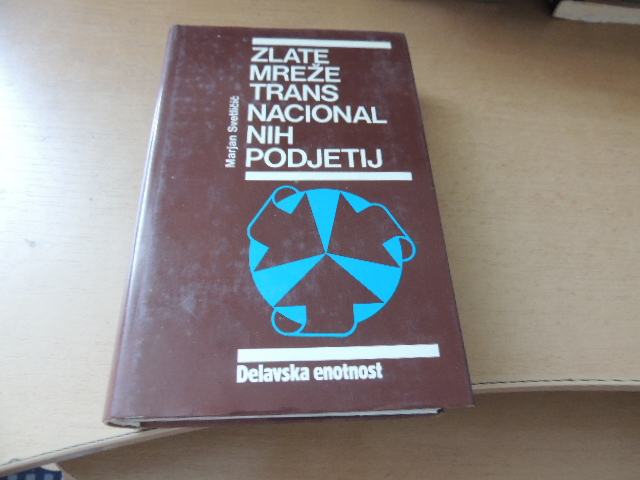 ZLATE
MREŽE
TRANS
NACIONAL
NIH
PODJETIJ
Marjan Svetličič
Delavska enotnost